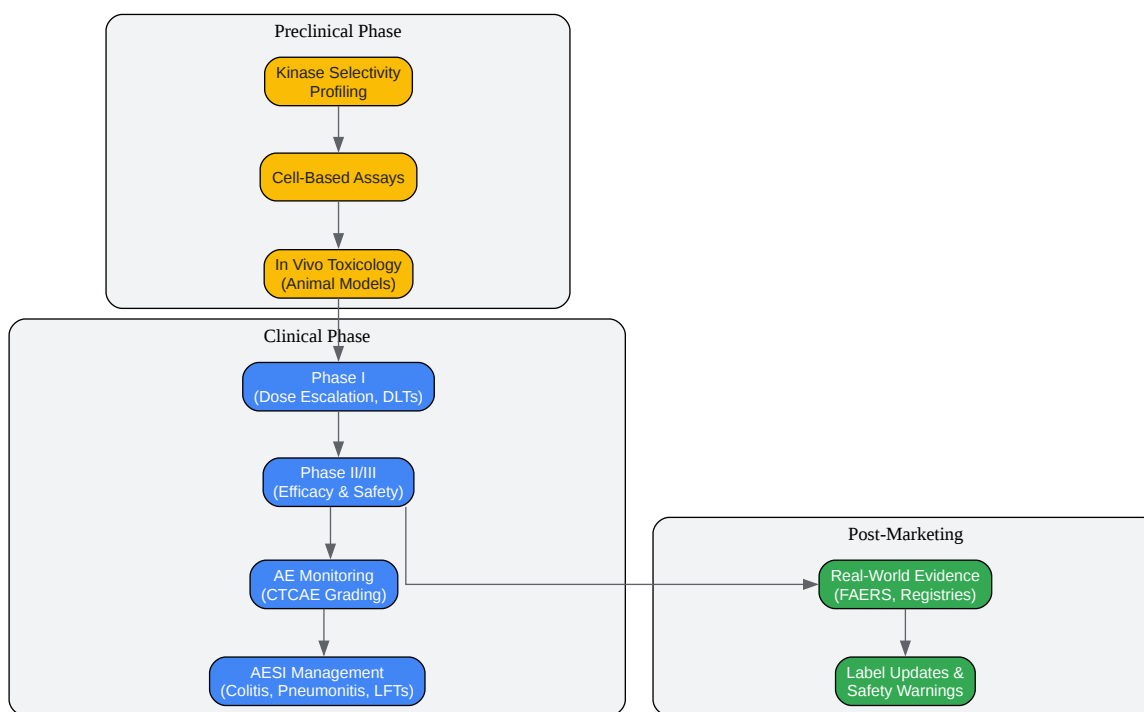 Preclinical Phase
Kinase Selectivity
Profiling
Cell-Based Assays
In Vivo Toxicology
(Animal Models)
Clinical Phase
Phase I
(Dose Escalation, DLTs)
Phase II/III
(Efficacy & Safety)
AE Monitoring
(CTCAE Grading)
AESI Management
(Colitis, Pneumonitis, LFTs)
Post-Marketing
Real-World Evidence
(FAERS, Registries)
Label Updates &
Safety Warnings